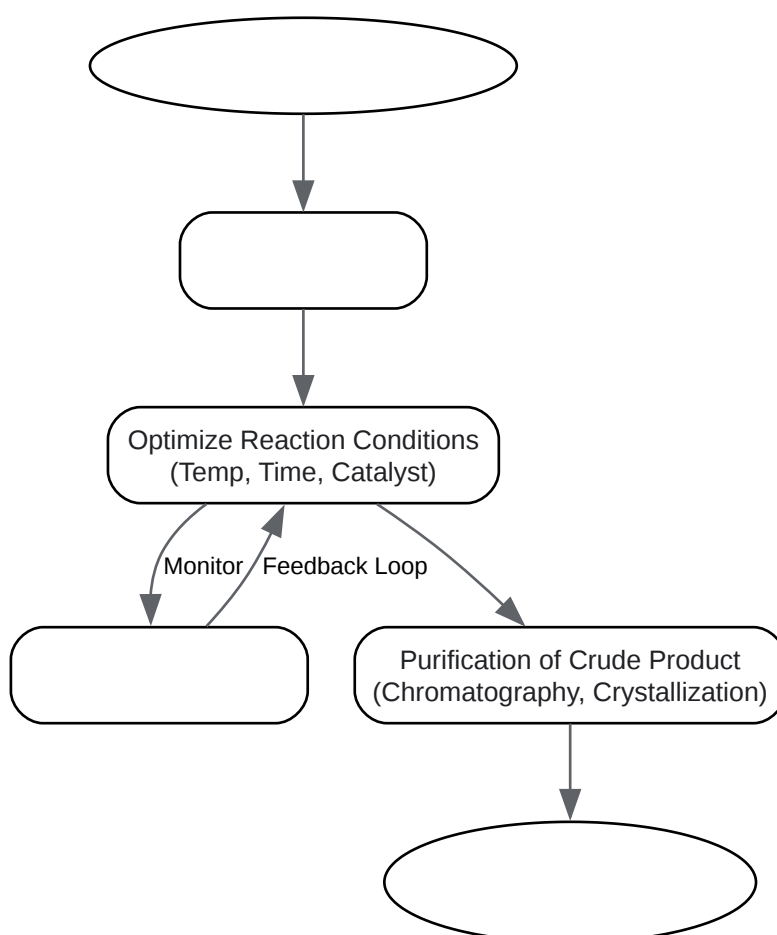 Optimize Reaction Conditions
(Temp, Time, Catalyst)
Monitor
Feedback Loop
Purification of Crude Product
(Chromatography, Crystallization)